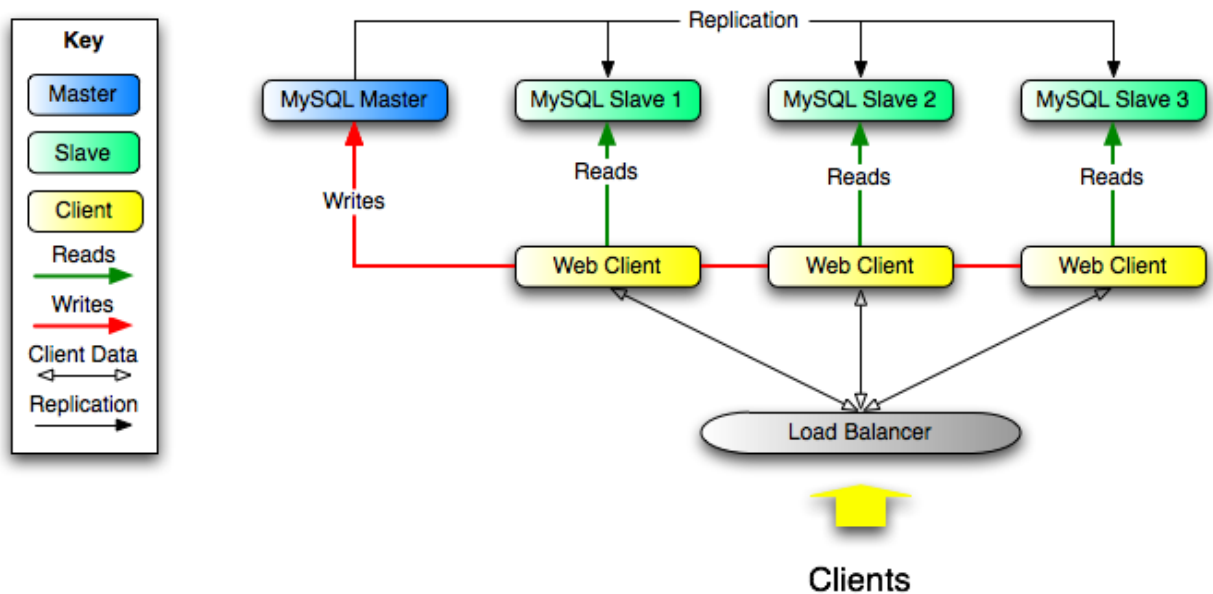 Key
Master
Slave
Client
Reads
Writes
Client Data
Replication
Replication
MySQL Master
MySQL Slave 1
MySQL Slave 2
MySQL Slave 3
Writes
Reads
Reads
Reads
Web Client
Web Client
Web Client
Load Balancer
Clients